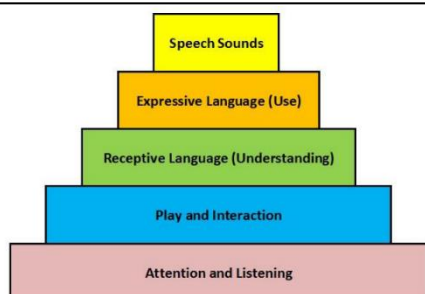 Speech Sounds
Expressive Language (Use)
Receptive Language (Understanding)
Play and Interaction
Attention and Listening